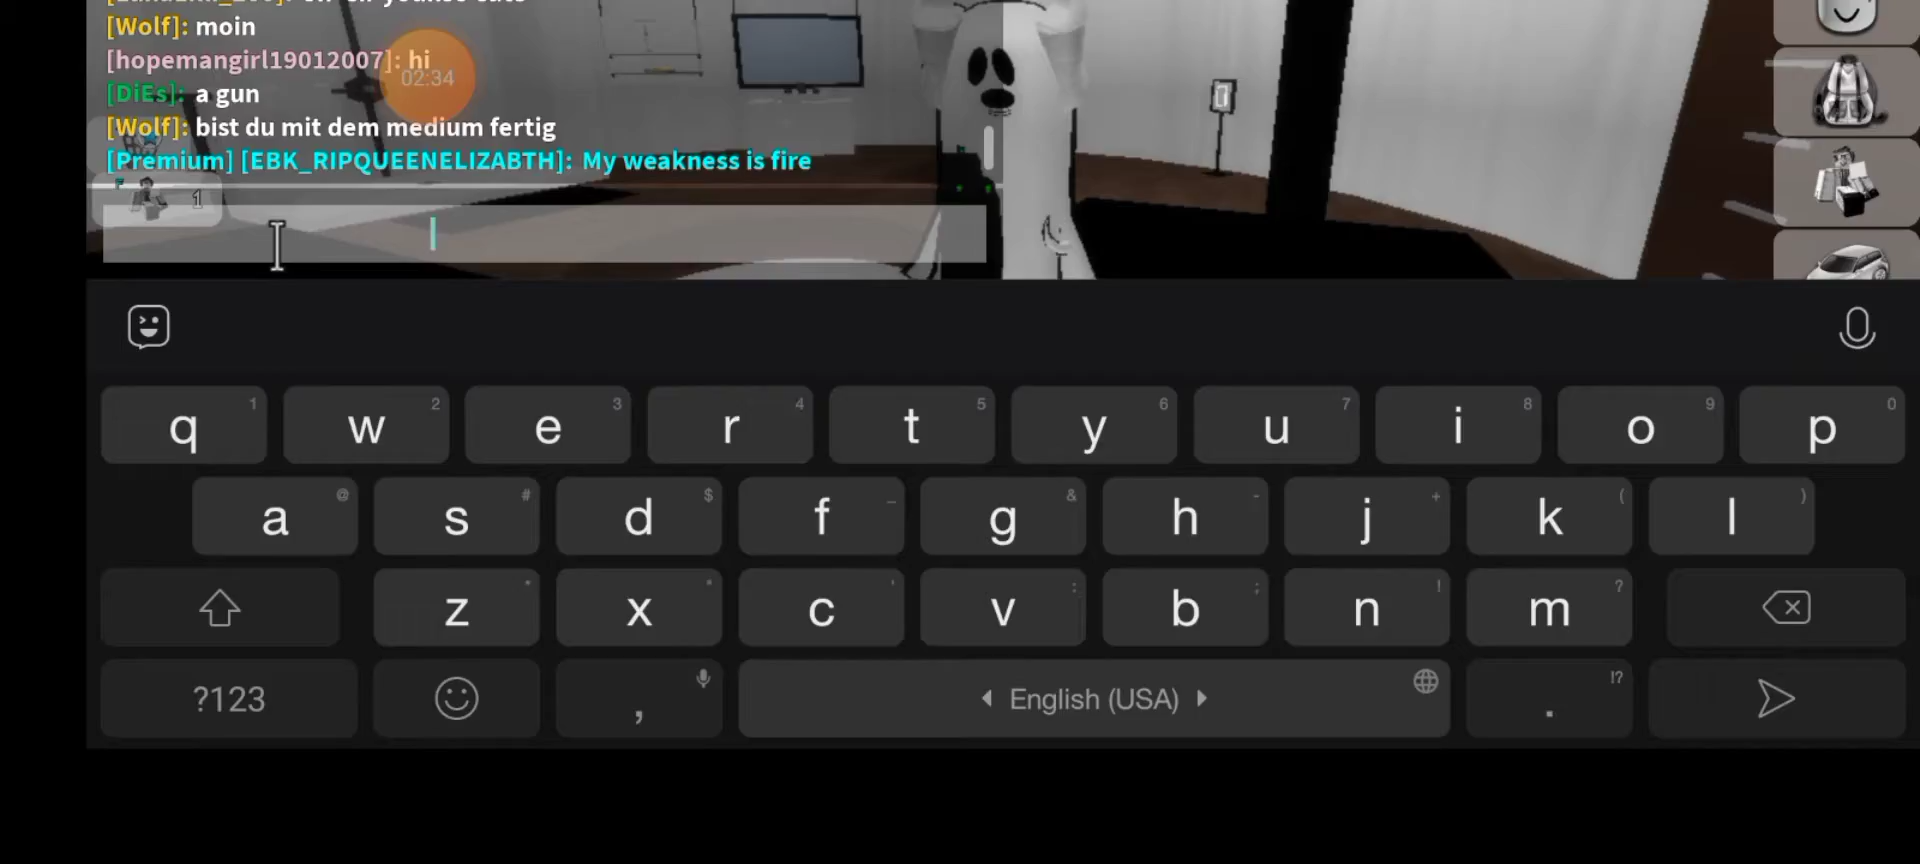 [Wolf]: moin
[hopemangirl19012007]: hi
02:34
[DiEs]: a gun
[Wolf]: bist du mit dem medium fertig
[Premium] [EBK_RIPQUEENELIZABTH]: My weakness is fire
1
q 1 w 2 e 3 r 4 t 5 y 6 u 7 i 8 o 9 p 0
a @ s # d $ f _ g & h - j + k ( l )
z * x " c ' v : b ; n ! m ?
?123 , English (USA) . !?